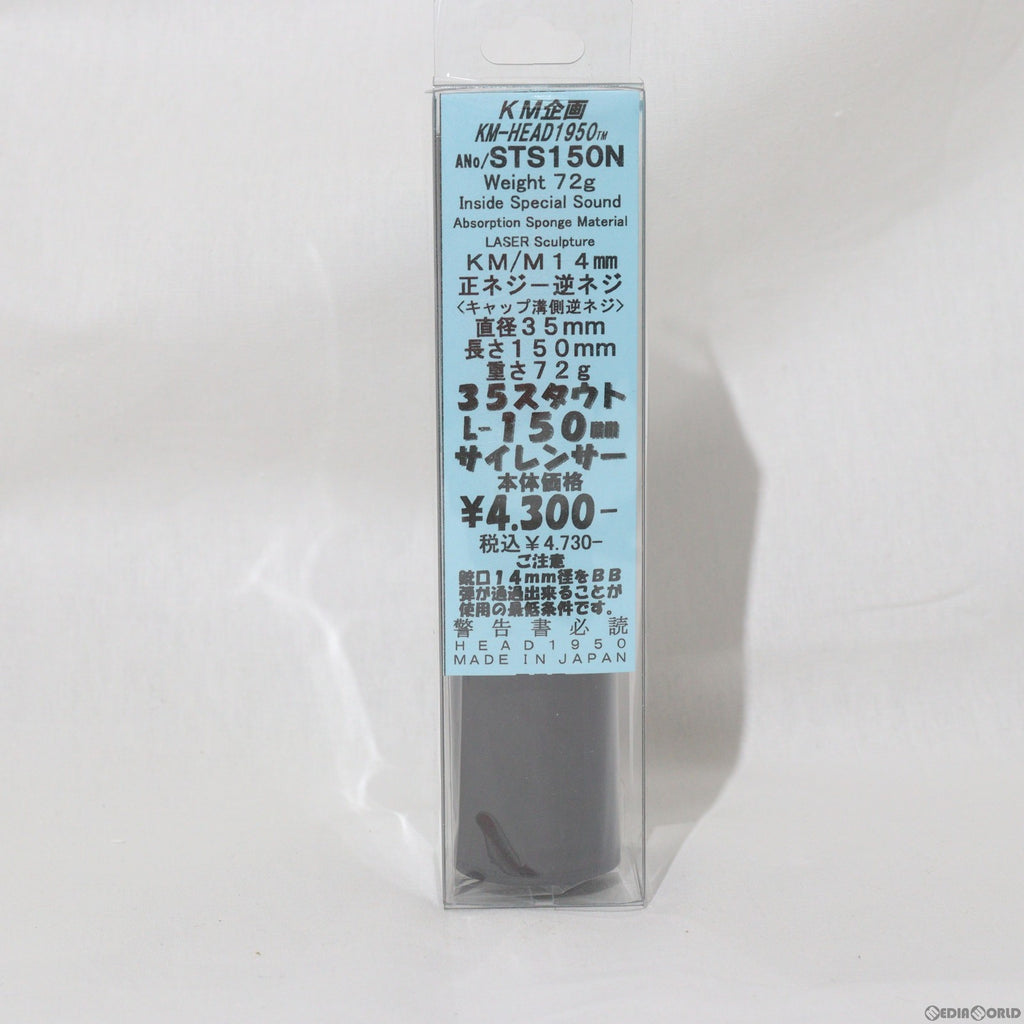 KM企画
KM-HEAD1950™
ANo/STS150N
Weight 72g
Inside Special Sound
Absorption Sponge Material
LASER Sculpture
KM/M14mm
正ネジー逆ネジ
<キャップ溝側逆ネジ>
直径35mm
長さ150mm
重さ72g
35スタウト
L-150mm
サイレンサー
本体価格
¥4.300-
税込¥4.730-
ご注意
銃口14mm径をBB
弾が通過出来ることが
使用の最低条件です。
警告書必読
HEAD1950
MADE IN JAPAN
MEDIAWORLD